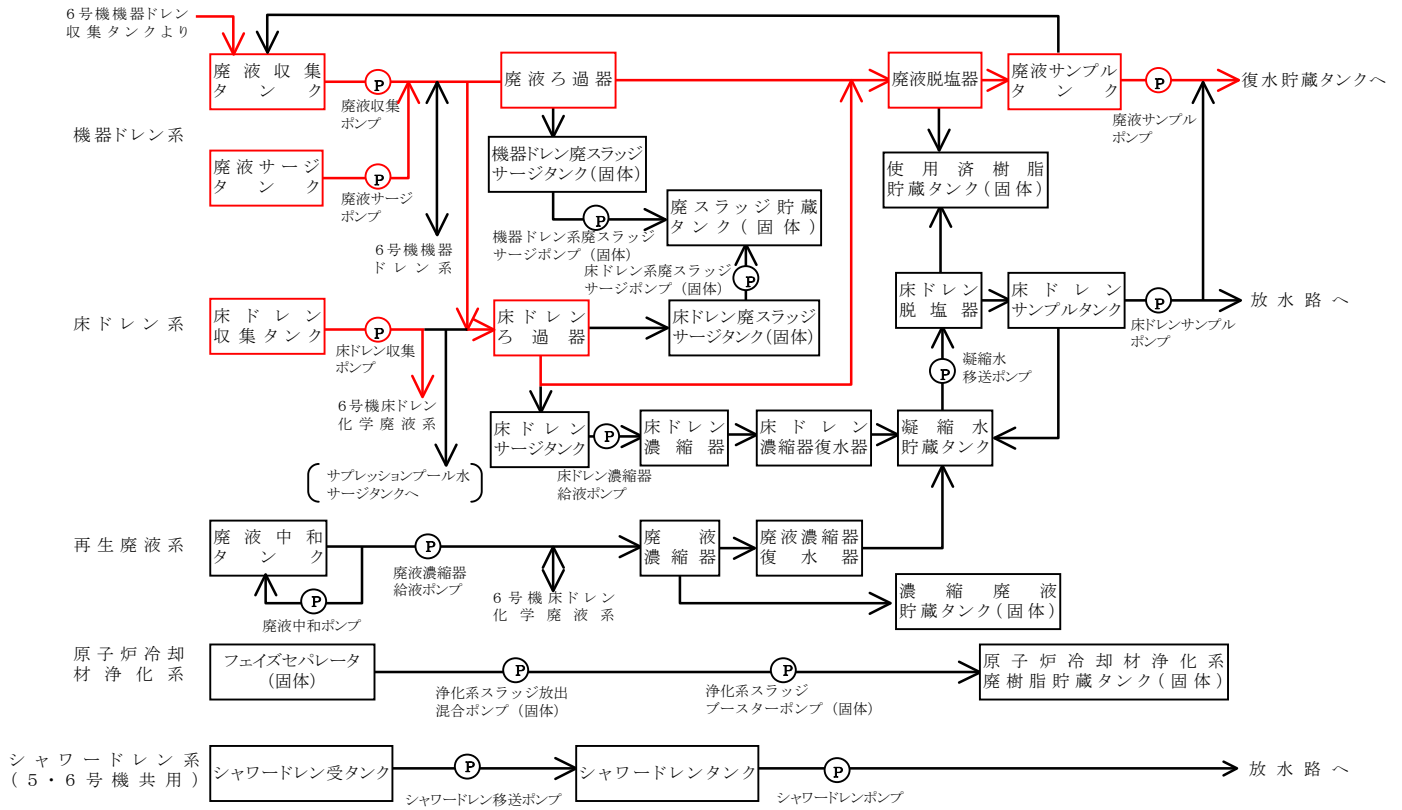 6号機機器ドレン
収集タンクより
廃液収集
タンク
P
廃液収集
ポンプ
廃液ろ過器
廃液脱塩器
廃液サンプル
タンク
P
廃液サンプル
ポンプ
復水貯蔵タンクへ
機器ドレン系
廃液サージ
タンク
P
廃液サージ
ポンプ
6号機機器
ドレン系
機器ドレン廃スラッジ
サージタンク(固体)
P
機器ドレン系廃スラッジ
サージポンプ(固体)
廃スラッジ貯蔵
タンク(固体)
使用済樹脂
貯蔵タンク(固体)
床ドレン系廃スラッジ
サージポンプ(固体)
P
床ドレン系
床ドレン
収集タンク
P
床ドレン収集
ポンプ
床ドレン
ろ過器
床ドレン廃スラッジ
サージタンク(固体)
床ドレン
脱塩器
床ドレン
サンプルタンク
P
床ドレンサンプル
ポンプ
放水路へ
P
凝縮水
移送ポンプ
6号機床ドレン
化学廃液系
サプレッションプール水
サージタンクへ
床ドレン
サージタンク
P
床ドレン濃縮器
給液ポンプ
床ドレン
濃縮器
床ドレン
濃縮器復水器
凝縮水
貯蔵タンク
再生廃液系
廃液中和
タンク
P
廃液中和ポンプ
P
廃液濃縮器
給液ポンプ
6号機床ドレン
化学廃液系
廃液
濃縮器
廃液濃縮器
復水器
濃縮廃液
貯蔵タンク(固体)
原子炉冷却
材浄化系
フェイズセパレータ
(固体)
P
浄化系スラッジ放出
混合ポンプ(固体)
P
浄化系スラッジ
ブースターポンプ(固体)
原子炉冷却材浄化系
廃樹脂貯蔵タンク(固体)
シャワードレン系
(5・6号機共用)
シャワードレン受タンク
P
シャワードレン移送ポンプ
シャワードレンタンク
P
シャワードレンポンプ
放水路へ